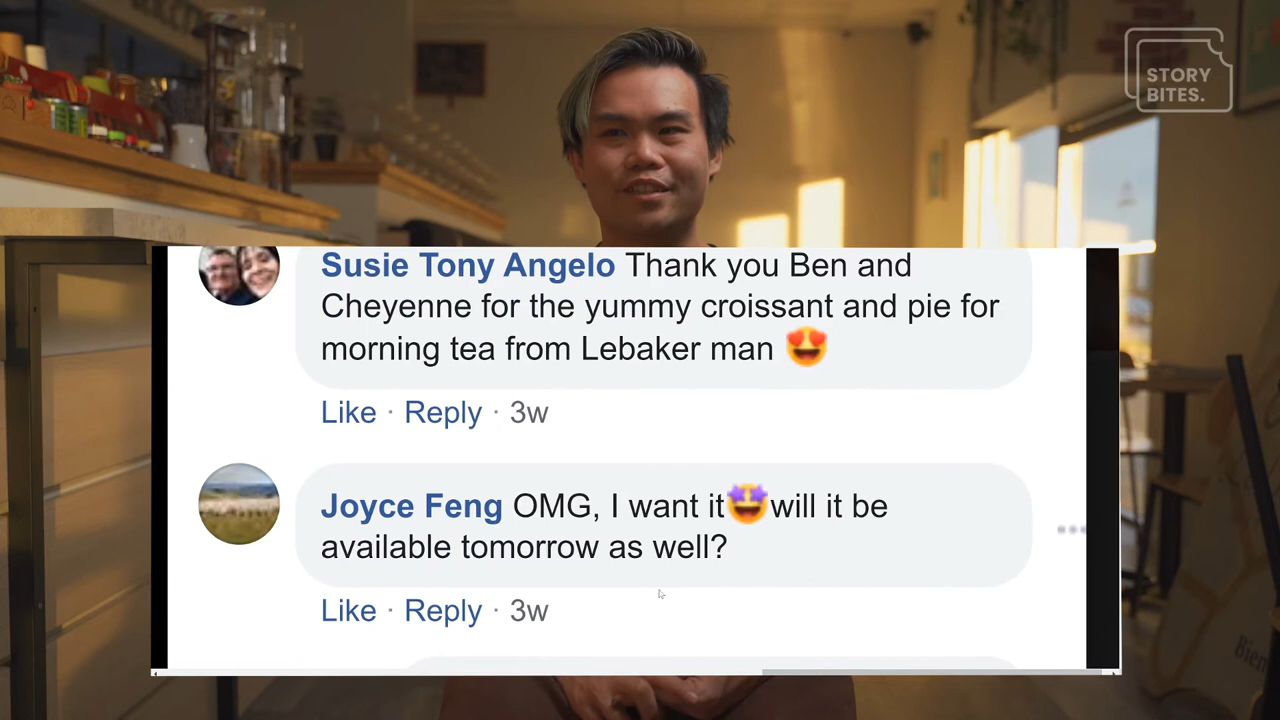 STORY
BITES.
Susie Tony Angelo Thank you Ben and
Cheyenne for the yummy croissant and pie for
morning tea from Lebaker man 😍
Like · Reply · 3w
Joyce Feng OMG, I want it🤩will it be
available tomorrow as well?
Like · Reply · 3w
Bien